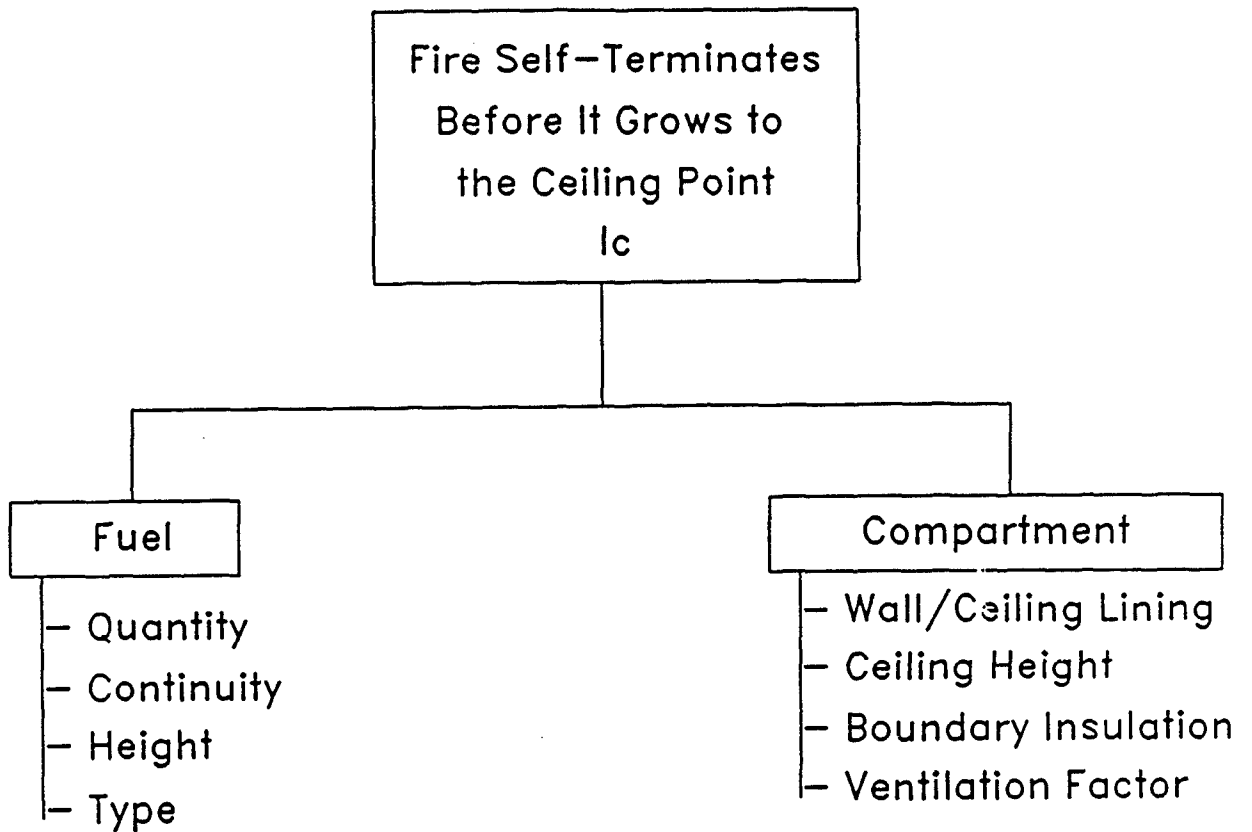 Fire Self-Terminates
Before It Grows to
the Ceiling Point
Ic
Fuel
- Quantity
- Continuity
- Height
- Type
Compartment
- Wall/Ceiling Lining
- Ceiling Height
- Boundary Insulation
- Ventilation Factor